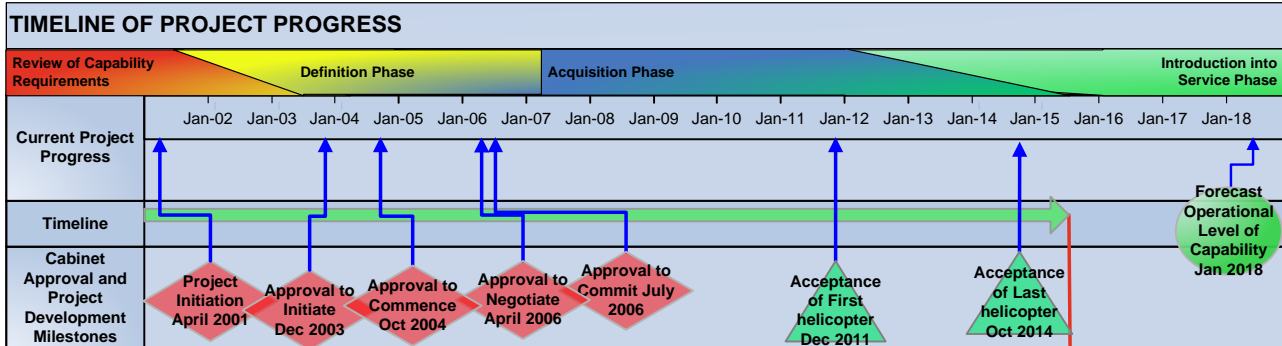 TIMELINE OF PROJECT PROGRESS
Review of Capability
Requirements
Definition Phase
Acquisition Phase
Introduction into
Service Phase
Current Project
Progress
Jan-02 Jan-03 Jan-04 Jan-05 Jan-06 Jan-07 Jan-08 Jan-09 Jan-10 Jan-11 Jan-12 Jan-13 Jan-14 Jan-15 Jan-16 Jan-17 Jan-18
Timeline
Forecast
Operational
Level of
Capability
Jan 2018
Cabinet
Approval and
Project
Development
Milestones
Project
Initiation
April 2001
Approval to
Initiate
Dec 2003
Approval to
Commence
Oct 2004
Approval to
Negotiate
April 2006
Approval to
Commit July
2006
Acceptance
of First
helicopter
Dec 2011
Acceptance
of Last
helicopter
Oct 2014